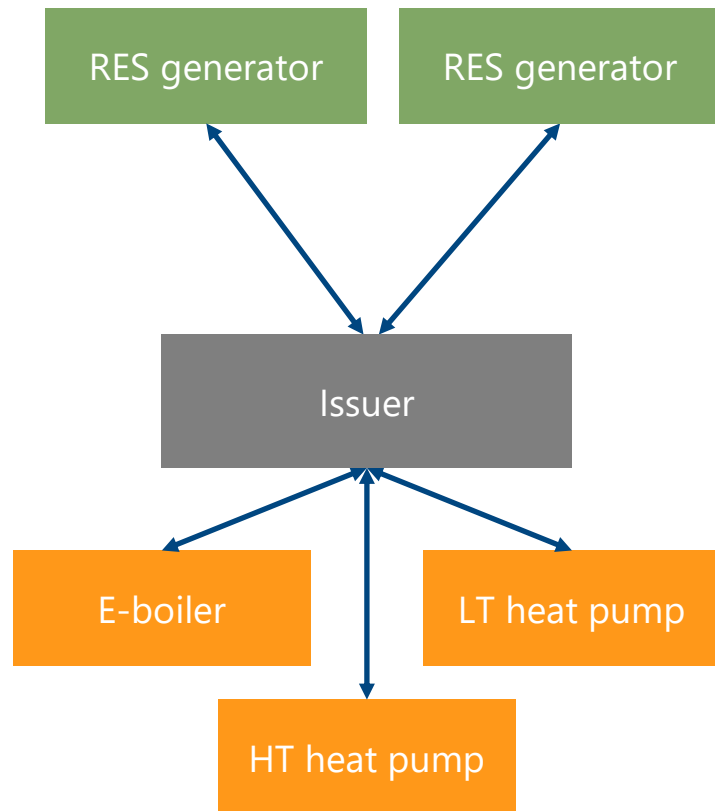 RES generator
RES generator
Issuer
E-boiler
LT heat pump
HT heat pump